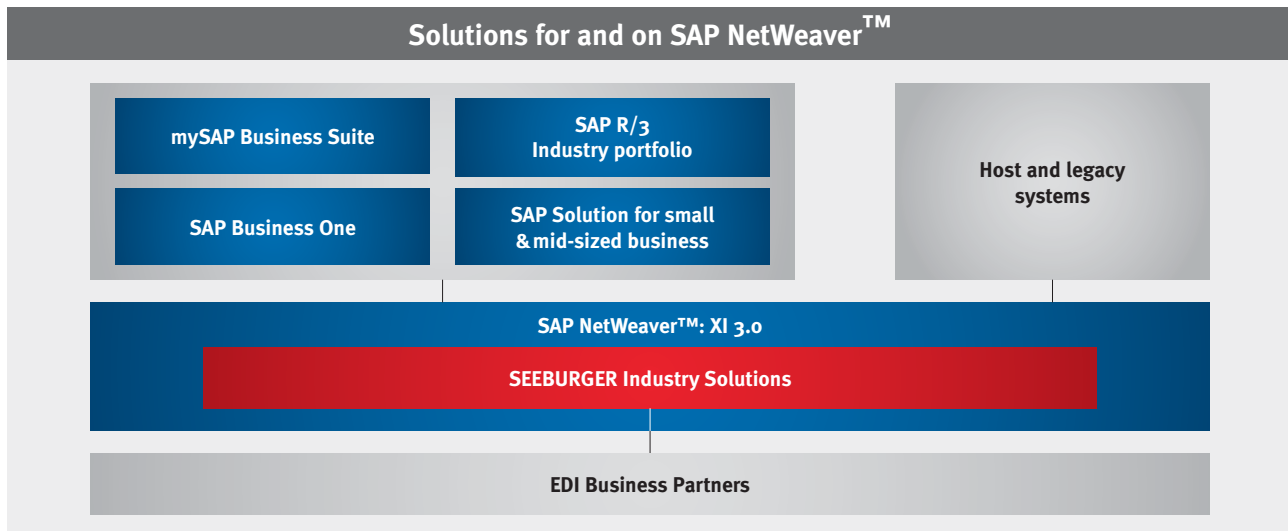 Solutions for and on SAP NetWeaver™
mySAP Business Suite
SAP R/3
Industry portfolio
SAP Business One
SAP Solution for small
& mid-sized business
Host and legacy
systems
SAP NetWeaver™: XI 3.0
SEEBURGER Industry Solutions
EDI Business Partners